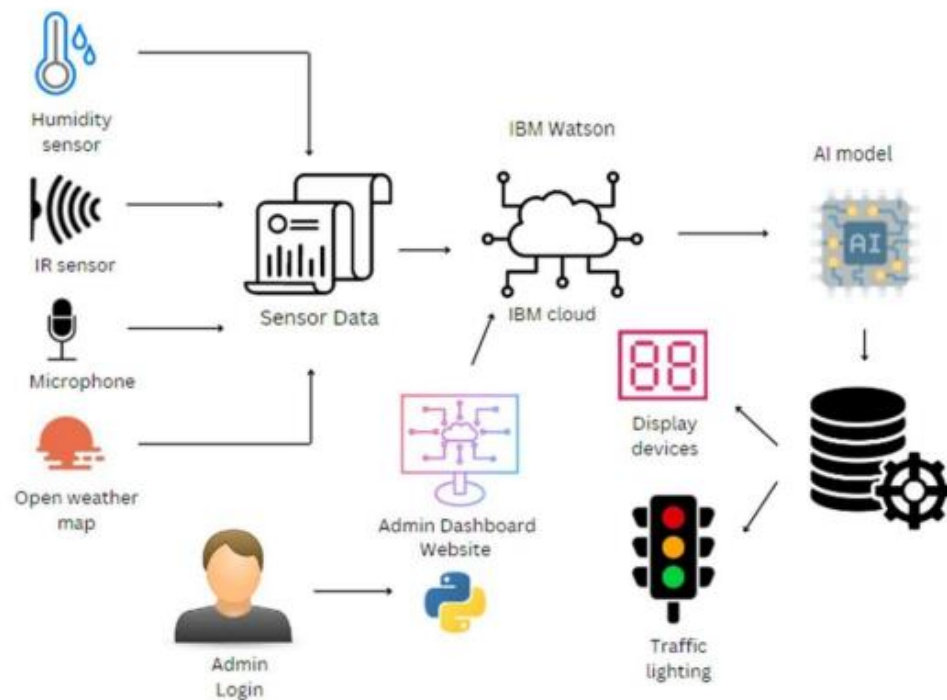 Humidity
sensor
IR sensor
Microphone
Open weather
map
Sensor Data
IBM Watson
IBM cloud
AI model
AI
88
Display
devices
Admin Dashboard
Website
Admin
Login
Traffic
lighting